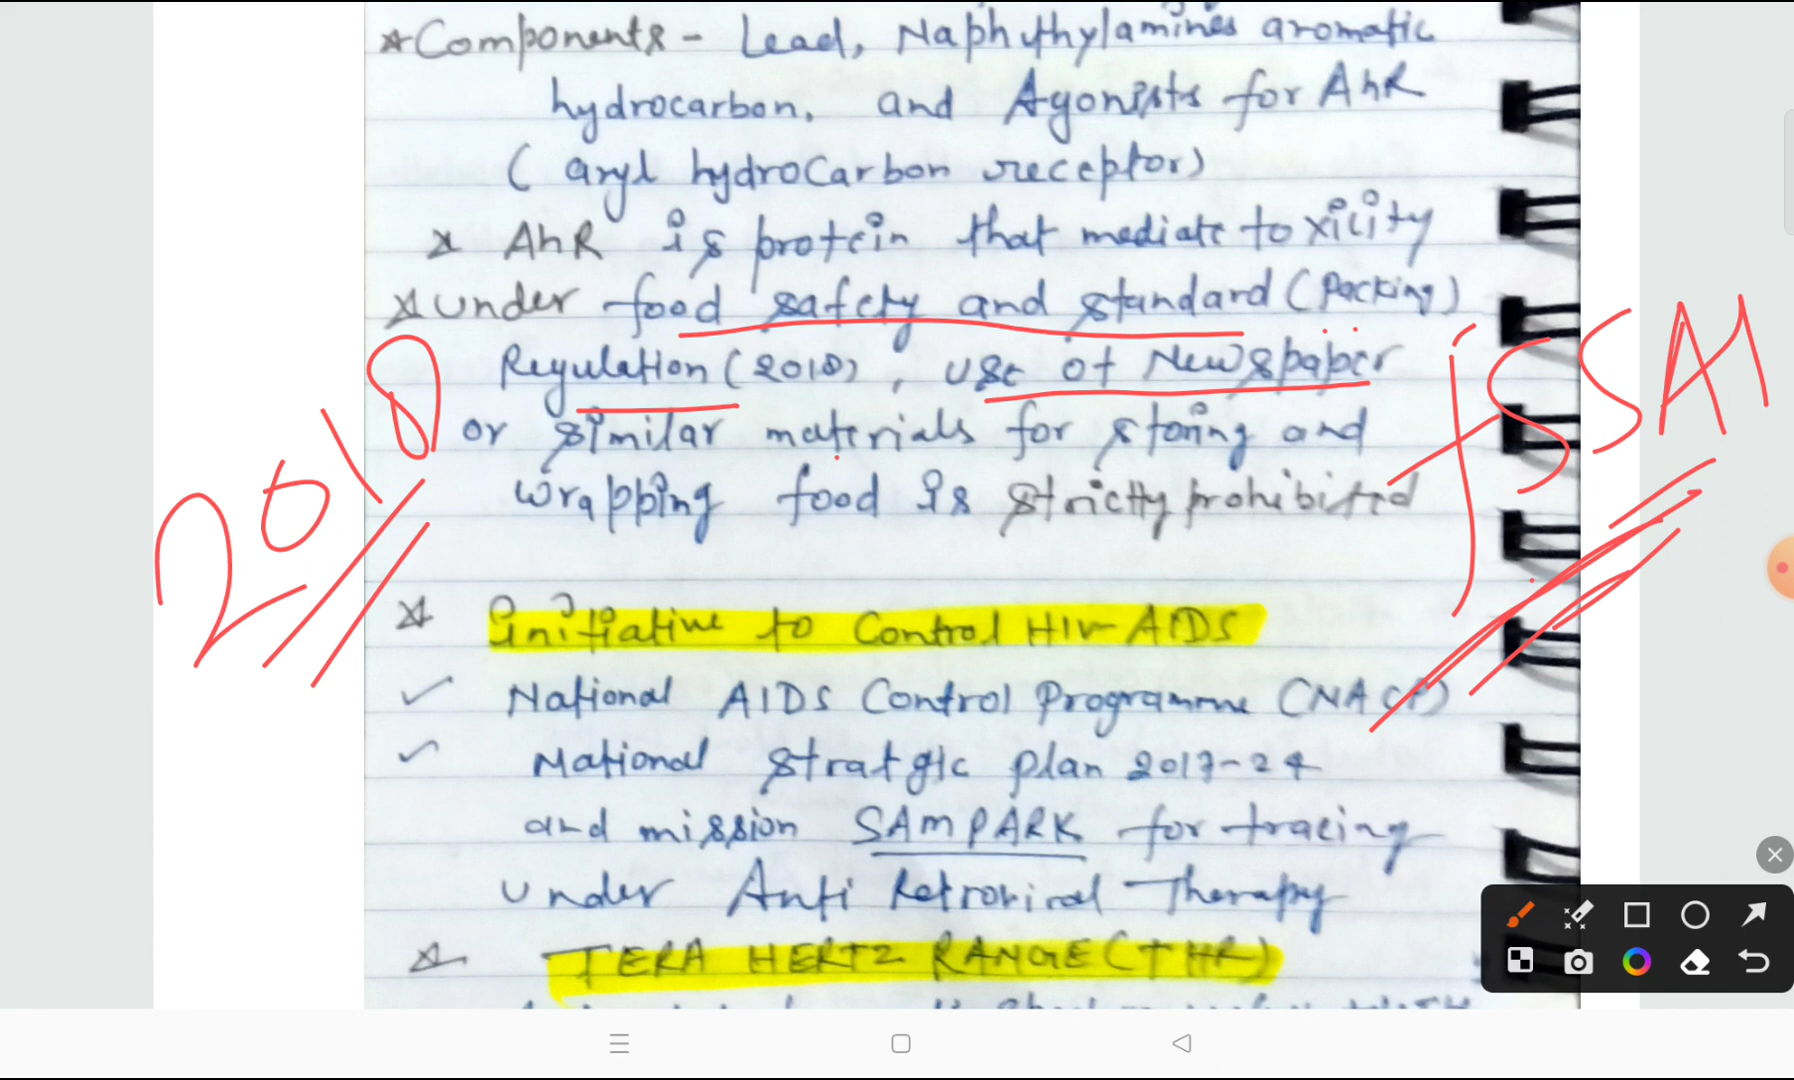 *Components - Lead, Naphthylamines aromatic
hydrocarbon, and Agonists for AhR
( aryl hydrocarbon receptor)
* AhR is protein that mediate toxicity
* under food safety and standard (Packing)
Regulation (2018), use of Newspaper
or similar materials for storing and
wrapping food is strictly prohibitted
2018
FSSAI
* Initiative to Control HIV-AIDS
✓ National AIDS Control Programme (NACP)
✓ National stratgic plan 2017-24
and mission SAMPARK for tracing
under Anti Retroviral Therapy
* TERA HERTZ RANGE (THR)